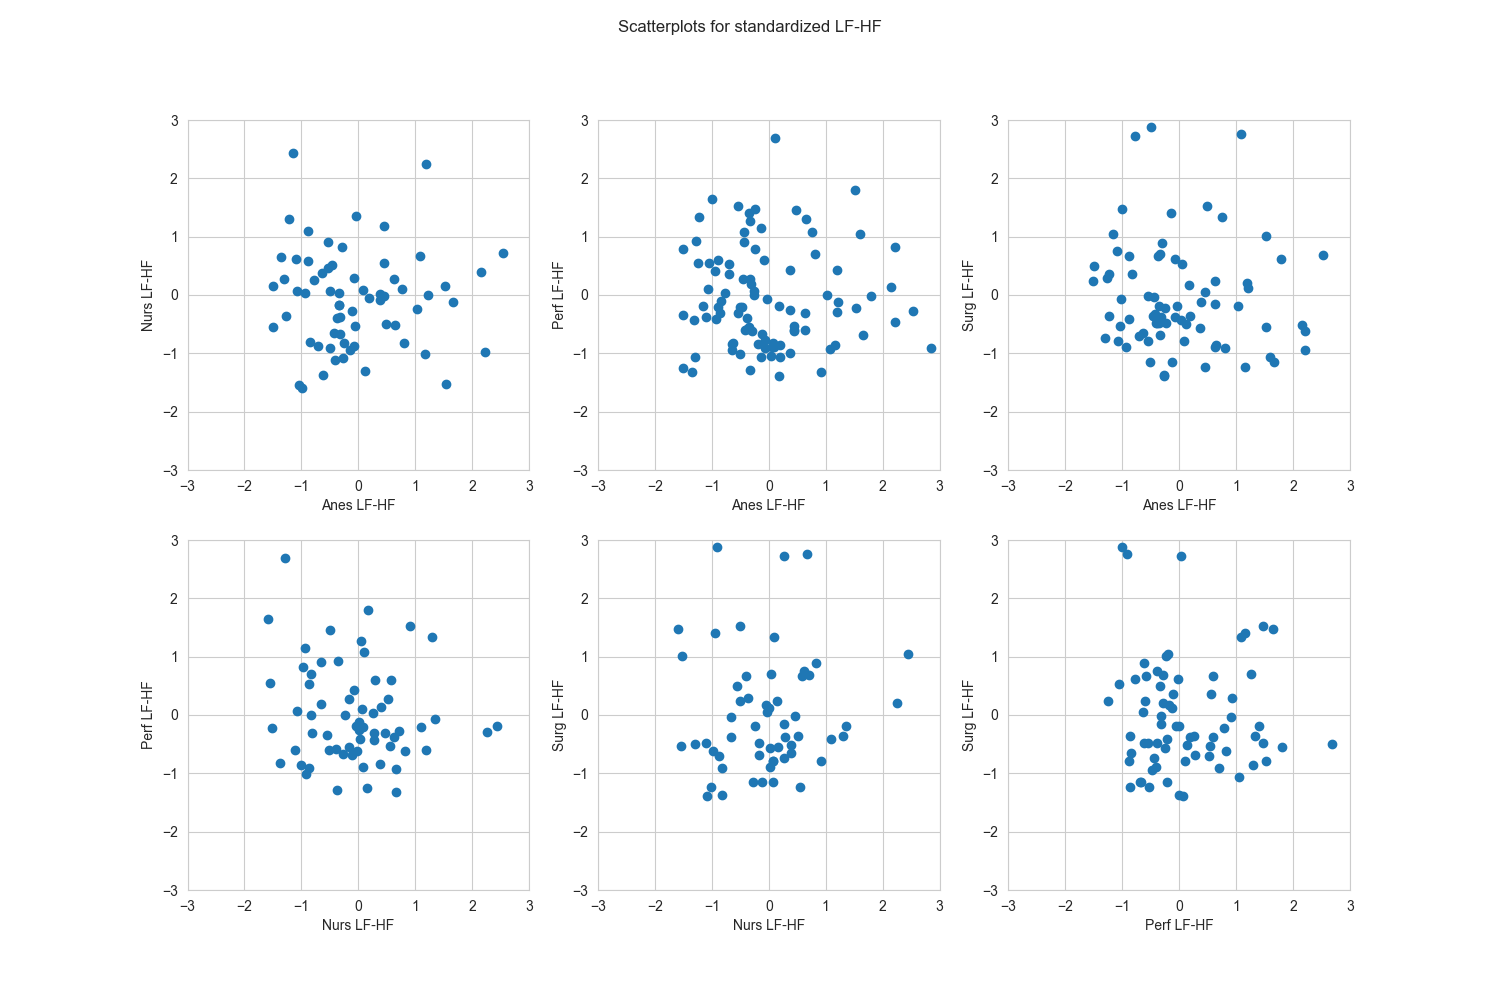 Scatterplots for standardized LF-HF
3
2
1
0
−1
−2
−3
Nurs LF-HF
−3 −2 −1 0 1 2 3
Anes LF-HF
3
2
1
0
−1
−2
−3
Perf LF-HF
−3 −2 −1 0 1 2 3
Anes LF-HF
3
2
1
0
−1
−2
−3
Surg LF-HF
−3 −2 −1 0 1 2 3
Anes LF-HF
3
2
1
0
−1
−2
−3
Perf LF-HF
−3 −2 −1 0 1 2 3
Nurs LF-HF
3
2
1
0
−1
−2
−3
Surg LF-HF
−3 −2 −1 0 1 2 3
Nurs LF-HF
3
2
1
0
−1
−2
−3
Surg LF-HF
−3 −2 −1 0 1 2 3
Perf LF-HF